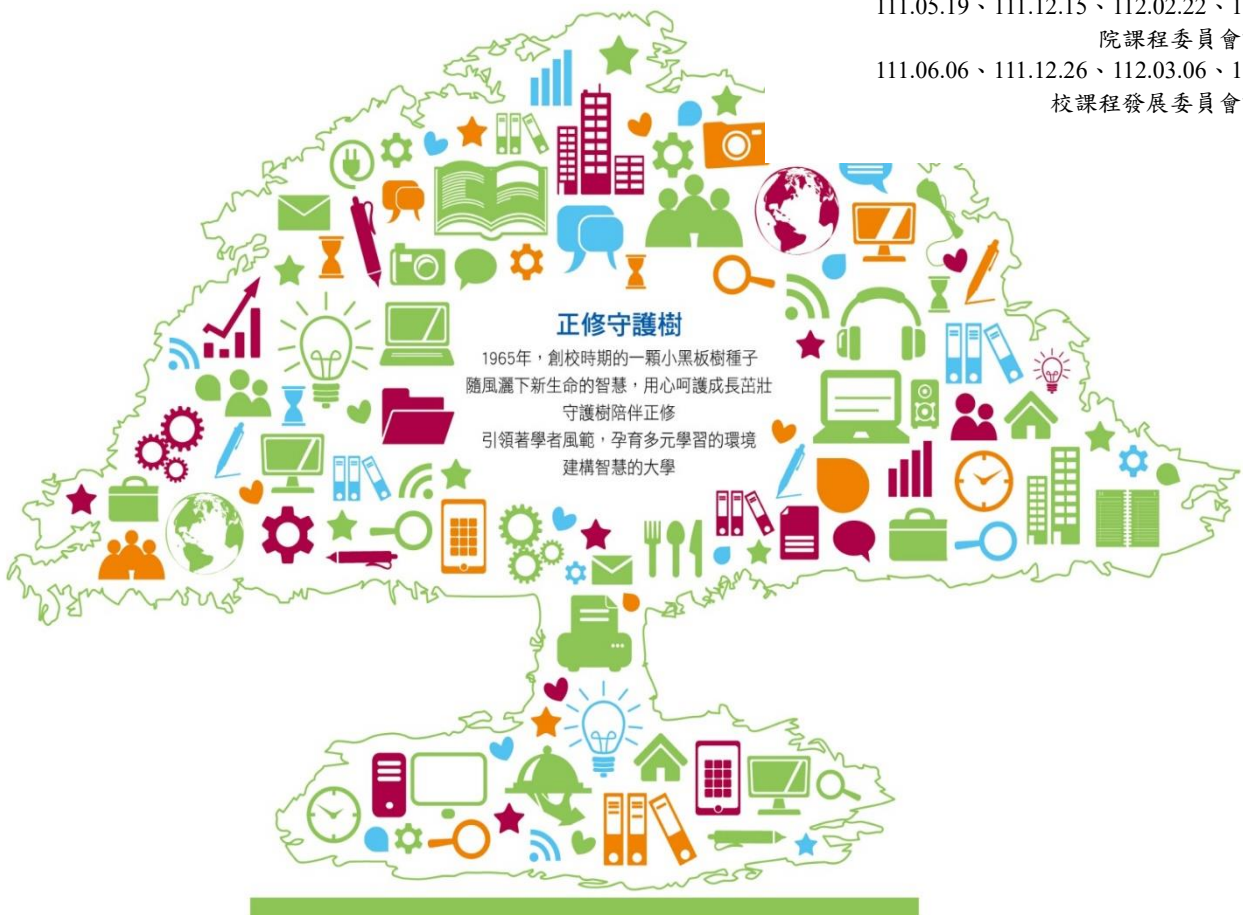 111.05.19、111.12.15、112.02.22、1
院課程委員會
111.06.06、111.12.26、112.03.06、1
校課程發展委員會
正修守護樹
1965年，創校時期的一顆小黑板樹種子
隨風灑下新生命的智慧，用心呵護成長茁壯
守護樹陪伴正修
引領著學者風範，孕育多元學習的環境
建構智慧的大學